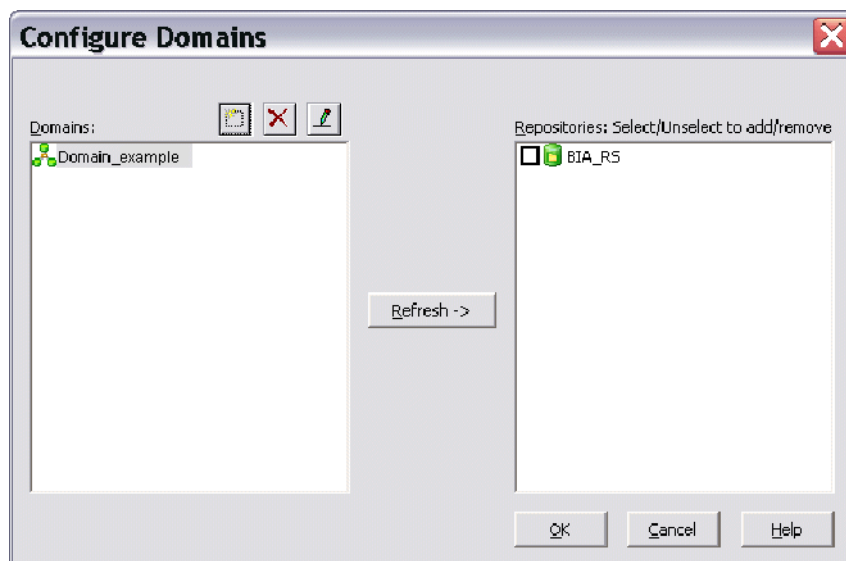 Configure Domains
Domains:
Repositories: Select/Unselect to add/remove
Domain_example
BIA_RS
Refresh ->
OK
Cancel
Help